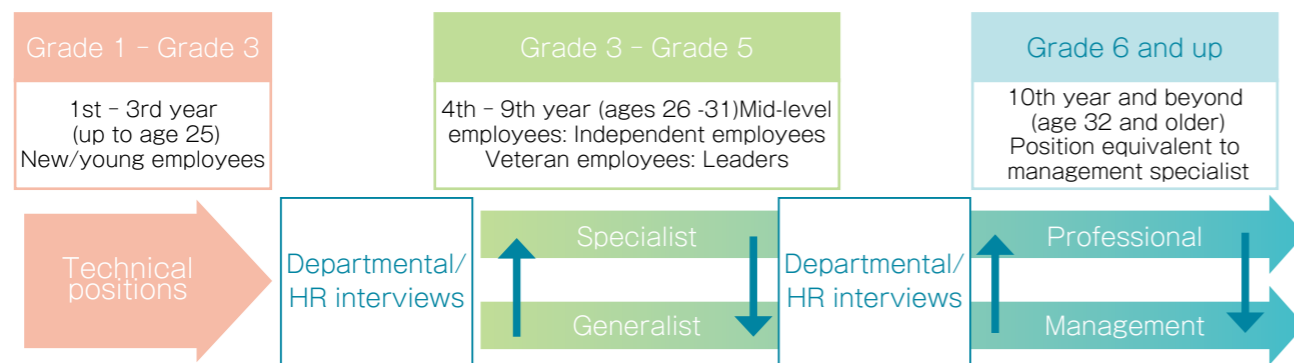 Grade 1 – Grade 3
1st – 3rd year
(up to age 25)
New/young employees
Grade 3 – Grade 5
4th – 9th year (ages 26 -31)Mid-level
employees: Independent employees
Veteran employees: Leaders
Grade 6 and up
10th year and beyond
(age 32 and older)
Position equivalent to
management specialist
Technical
positions
Departmental/
HR interviews
Specialist
Generalist
Departmental/
HR interviews
Professional
Management